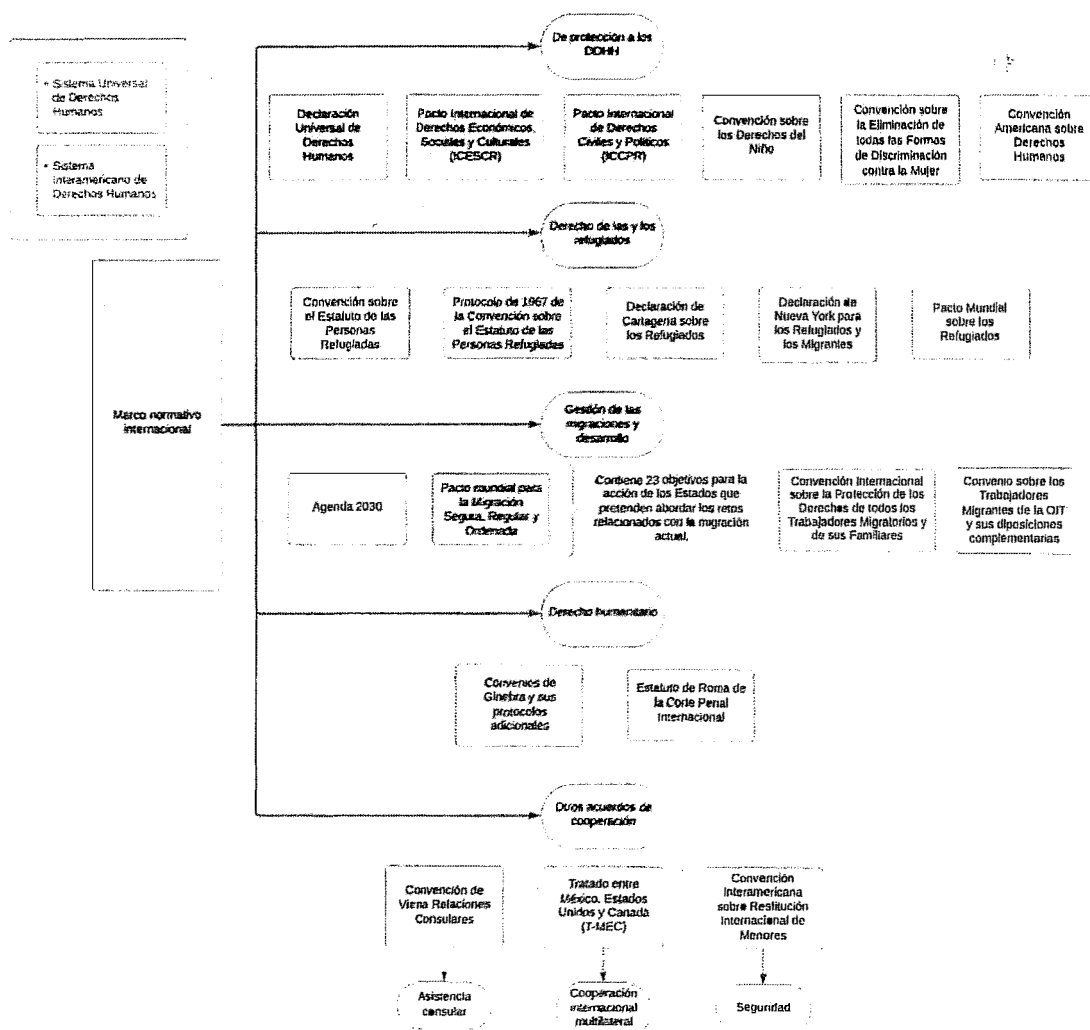 • Sistema Universal
de Derechos
Humanos
• Sistema
Interamericano de
Derechos Humanos
Marco normativo
internacional
De protección a los
DDHH
Declaración
Universal de
Derechos
Humanos
Pacto Internacional de
Derechos Económicos,
Sociales y Culturales
(ICESCR)
Pacto Internacional
de Derechos
Civiles y Políticos
(ICCPR)
Convención sobre
los Derechos del
Niño
Convención sobre
la Eliminación de
todas las Formas
de Discriminación
contra la Mujer
Convención
Americana sobre
Derechos
Humanos
Derecho de las y los
refugiados
Convención sobre
el Estatuto de las
Personas
Refugiadas
Protocolo de 1967 de
la Convención sobre
el Estatuto de las
Personas Refugiadas
Declaración de
Cartagena sobre
los Refugiados
Declaración de
Nueva York para
los Refugiados y
los Migrantes
Pacto Mundial
sobre los
Refugiados
Gestión de las
migraciones y
desarrollo
Agenda 2030
Pacto mundial para
la Migración
Segura, Regular y
Ordenada
Contiene 23 objetivos para la
acción de los Estados que
pretenden abordar los retos
relacionados con la migración
actual.
Convención Internacional
sobre la Protección de los
Derechos de todos los
Trabajadores Migratorios y
de sus Familiares
Convenio sobre los
Trabajadores
Migrantes de la OIT
y sus diposiciones
complementarias
Derecho humanitario
Convenios de
Ginebra y sus
protocolos
adicionales
Estatuto de Roma de
la Corte Penal
Internacional
Otros acuerdos de
cooperación
Convención de
Viena Relaciones
Consulares
Tratado entre
México, Estados
Unidos y Canadá
(T-MEC)
Convención
Interamericana
sobre Restitución
Internacional de
Menores
Asistencia
consular
Cooperación
internacional
multilateral
Seguridad